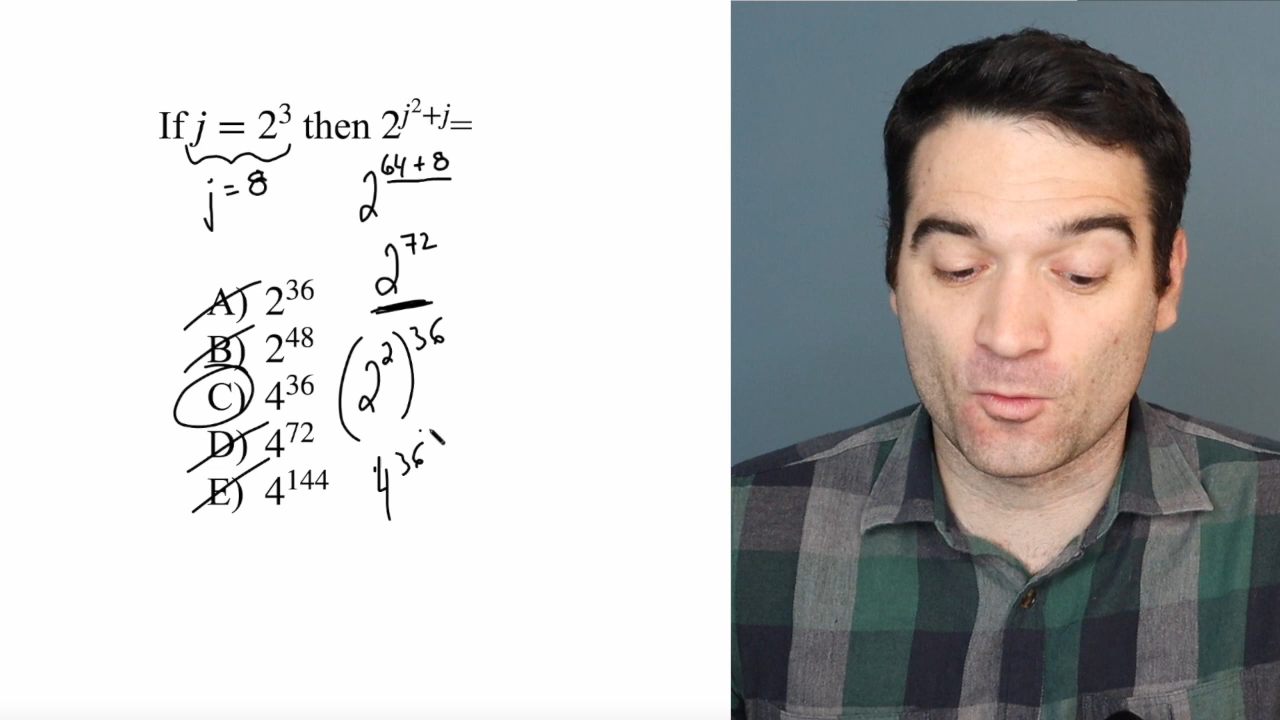 If j = 2³ then 2^{j²+j}=
j = 8
2^{64 + 8}
2^{72}
A) 2^{36}
B) 2^{48}
(2²)^{36}
C) 4^{36}
D) 4^{72}
4^{36}
E) 4^{144}